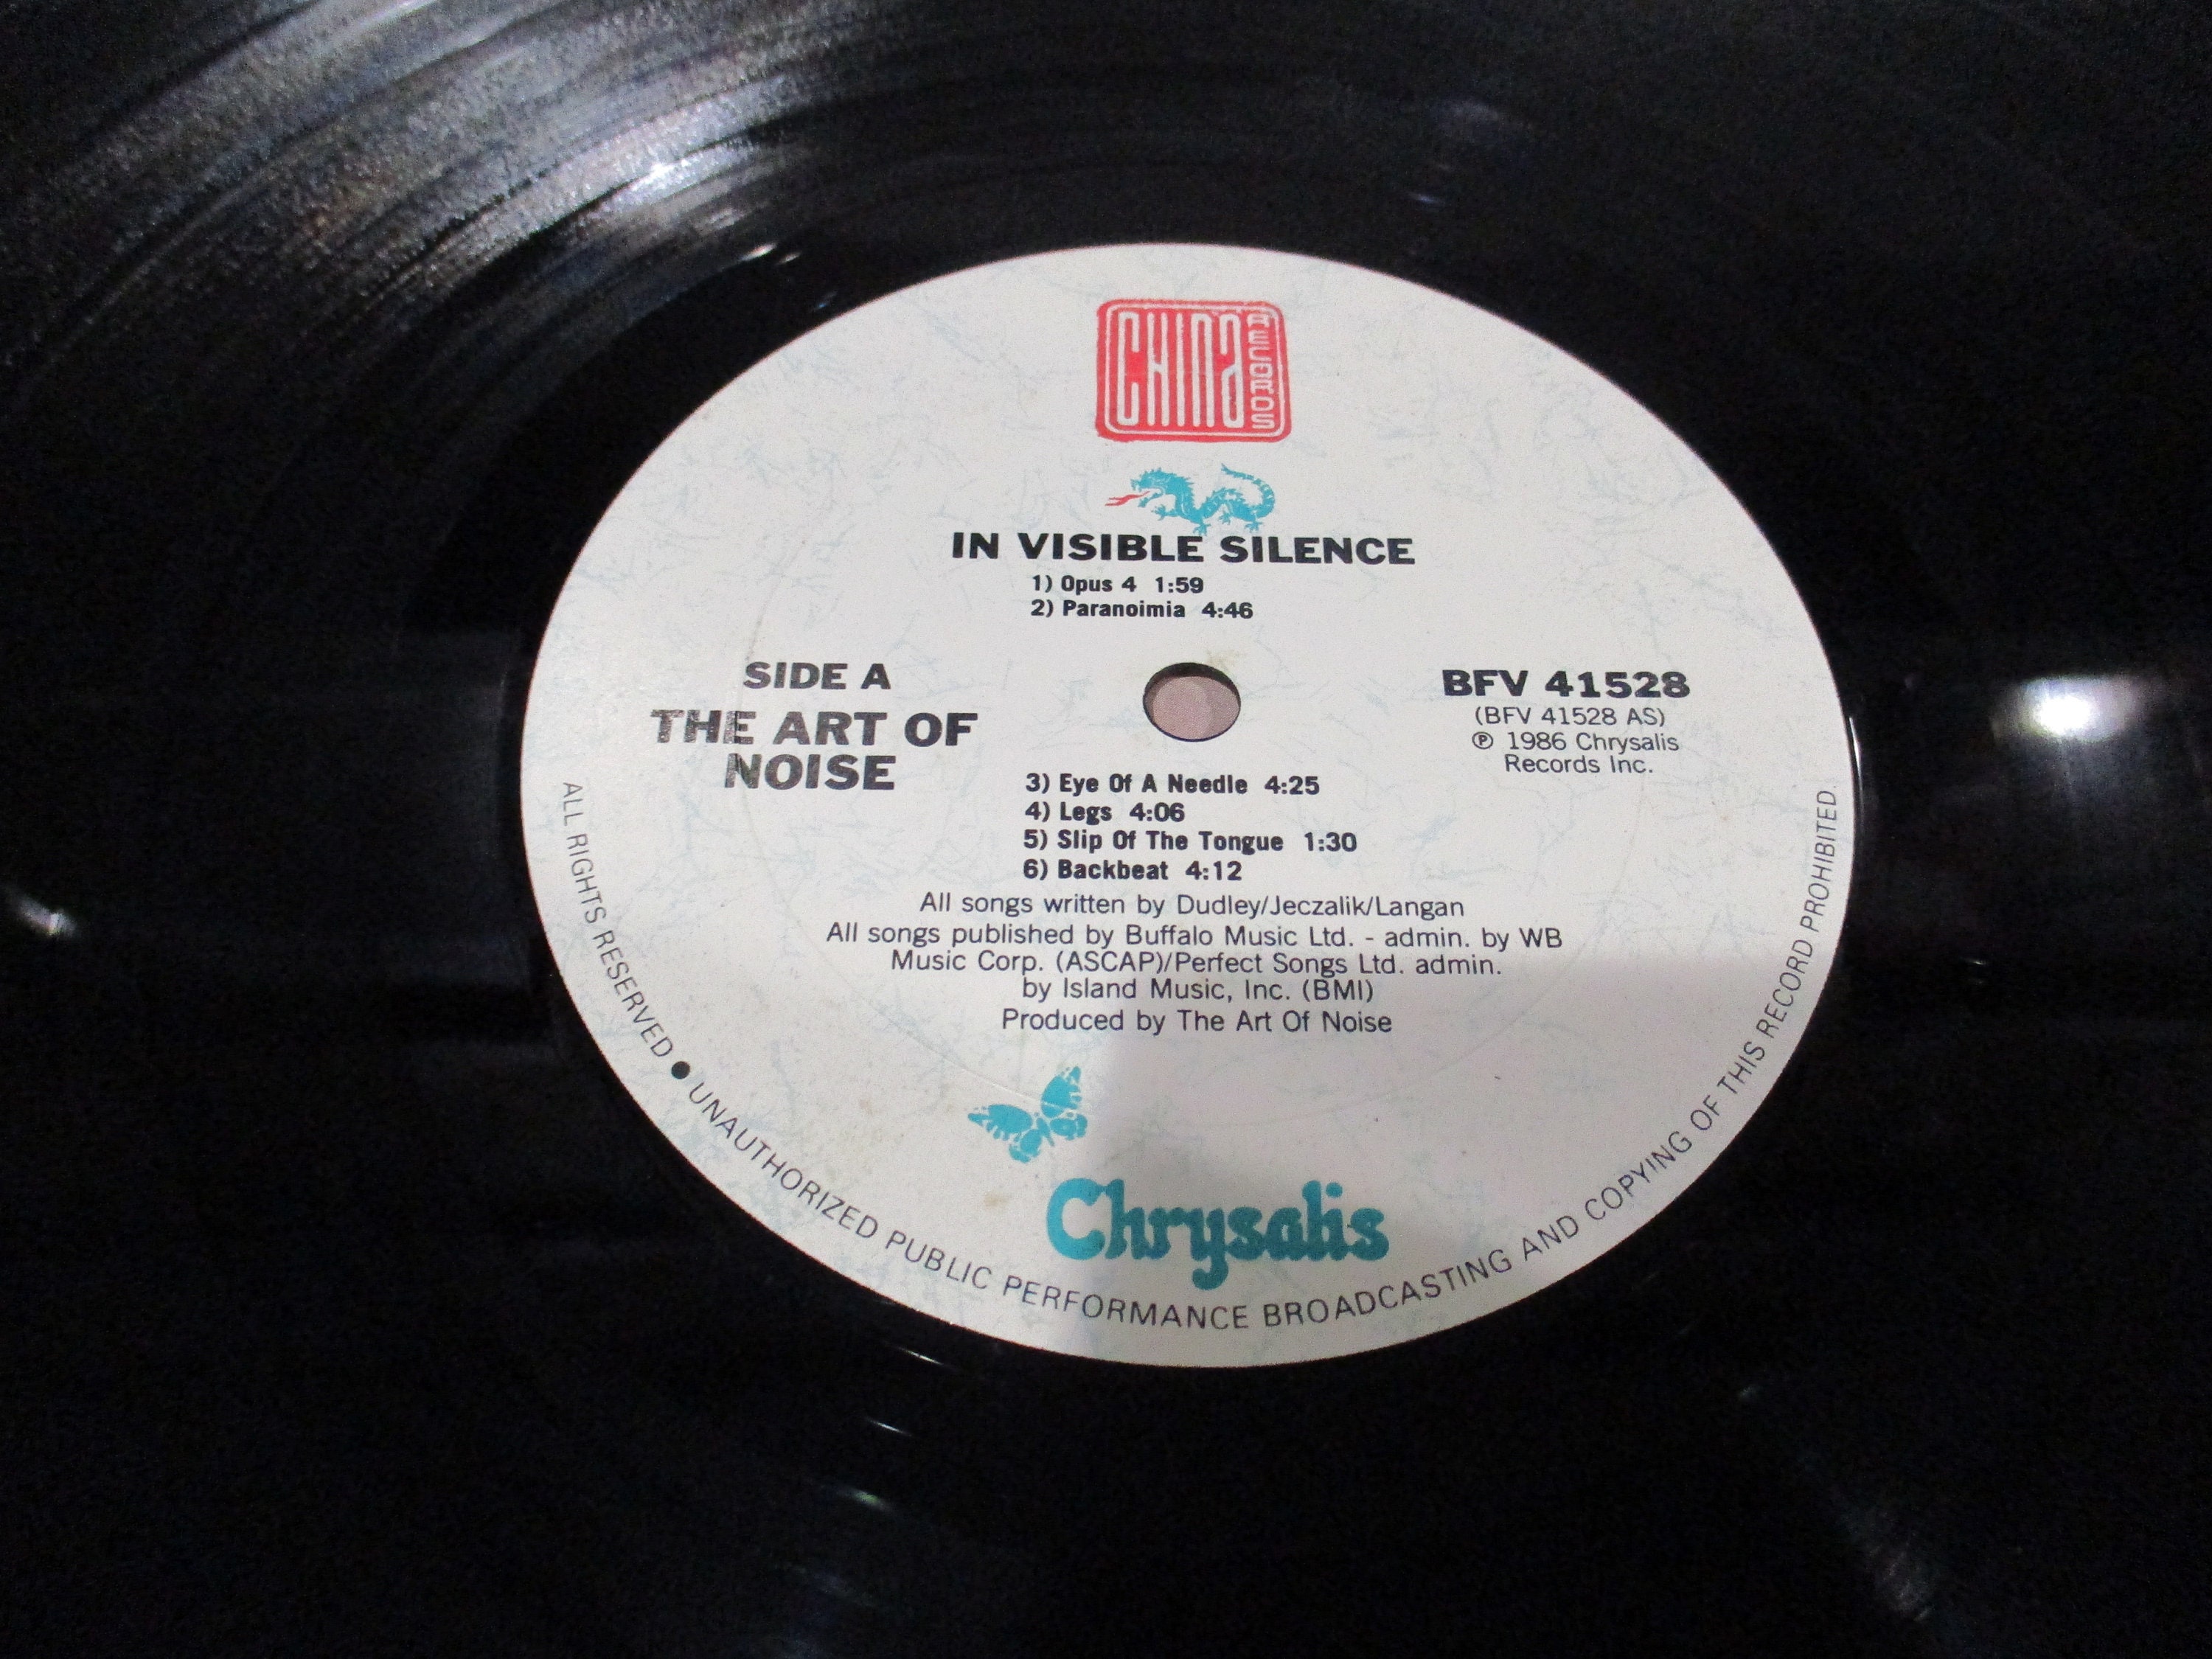 CHINA RECORDS
IN VISIBLE SILENCE
1) Opus 4 1:59
2) Paranoimia 4:46
SIDE A
THE ART OF
NOISE
BFV 41528
(BFV 41528 AS)
℗ 1986 Chrysalis
Records Inc.
3) Eye Of A Needle 4:25
4) Legs 4:06
5) Slip Of The Tongue 1:30
6) Backbeat 4:12
All songs written by Dudley/Jeczalik/Langan
All songs published by Buffalo Music Ltd. - admin. by WB
Music Corp. (ASCAP)/Perfect Songs Ltd. admin.
by Island Music, Inc. (BMI)
Produced by The Art Of Noise
Chrysalis
ALL RIGHTS RESERVED ● UNAUTHORIZED PUBLIC PERFORMANCE BROADCASTING AND COPYING OF THIS RECORD PROHIBITED.